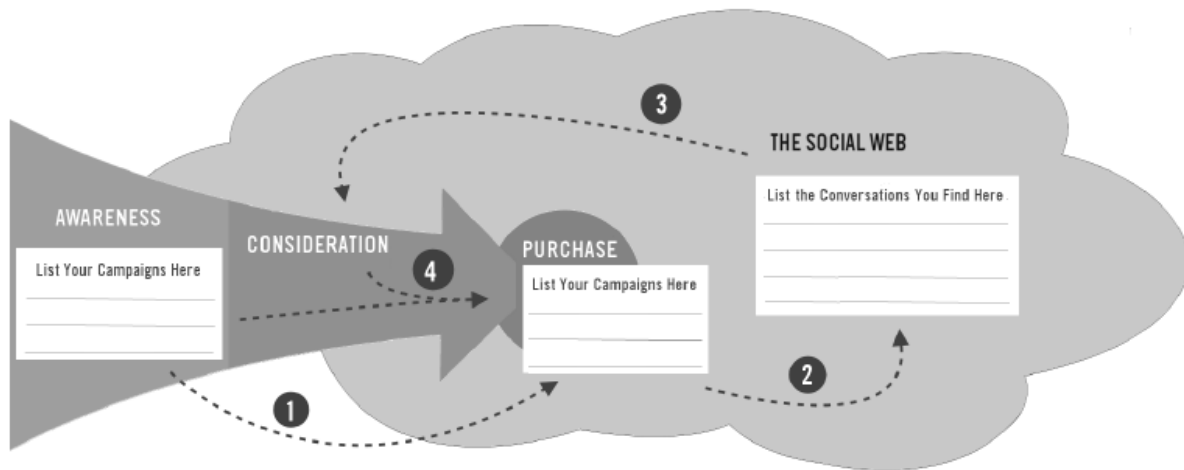 3
THE SOCIAL WEB
List the Conversations You Find Here
AWARENESS
List Your Campaigns Here
CONSIDERATION
4
PURCHASE
List Your Campaigns Here
1
2